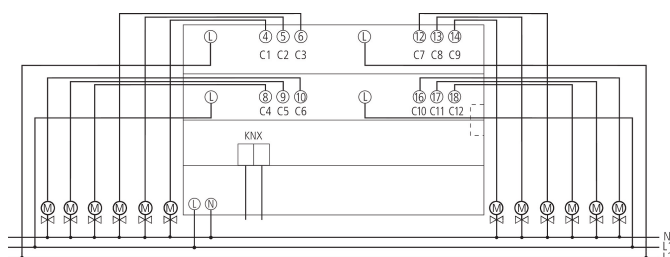 L 4 5 6 L 12 13 14
C1 C2 C3 C7 C8 C9
L 8 9 10 L 16 17 18
C4 C5 C6 C10 C11 C12
KNX
L N
M M M M M M M M M M M M
N